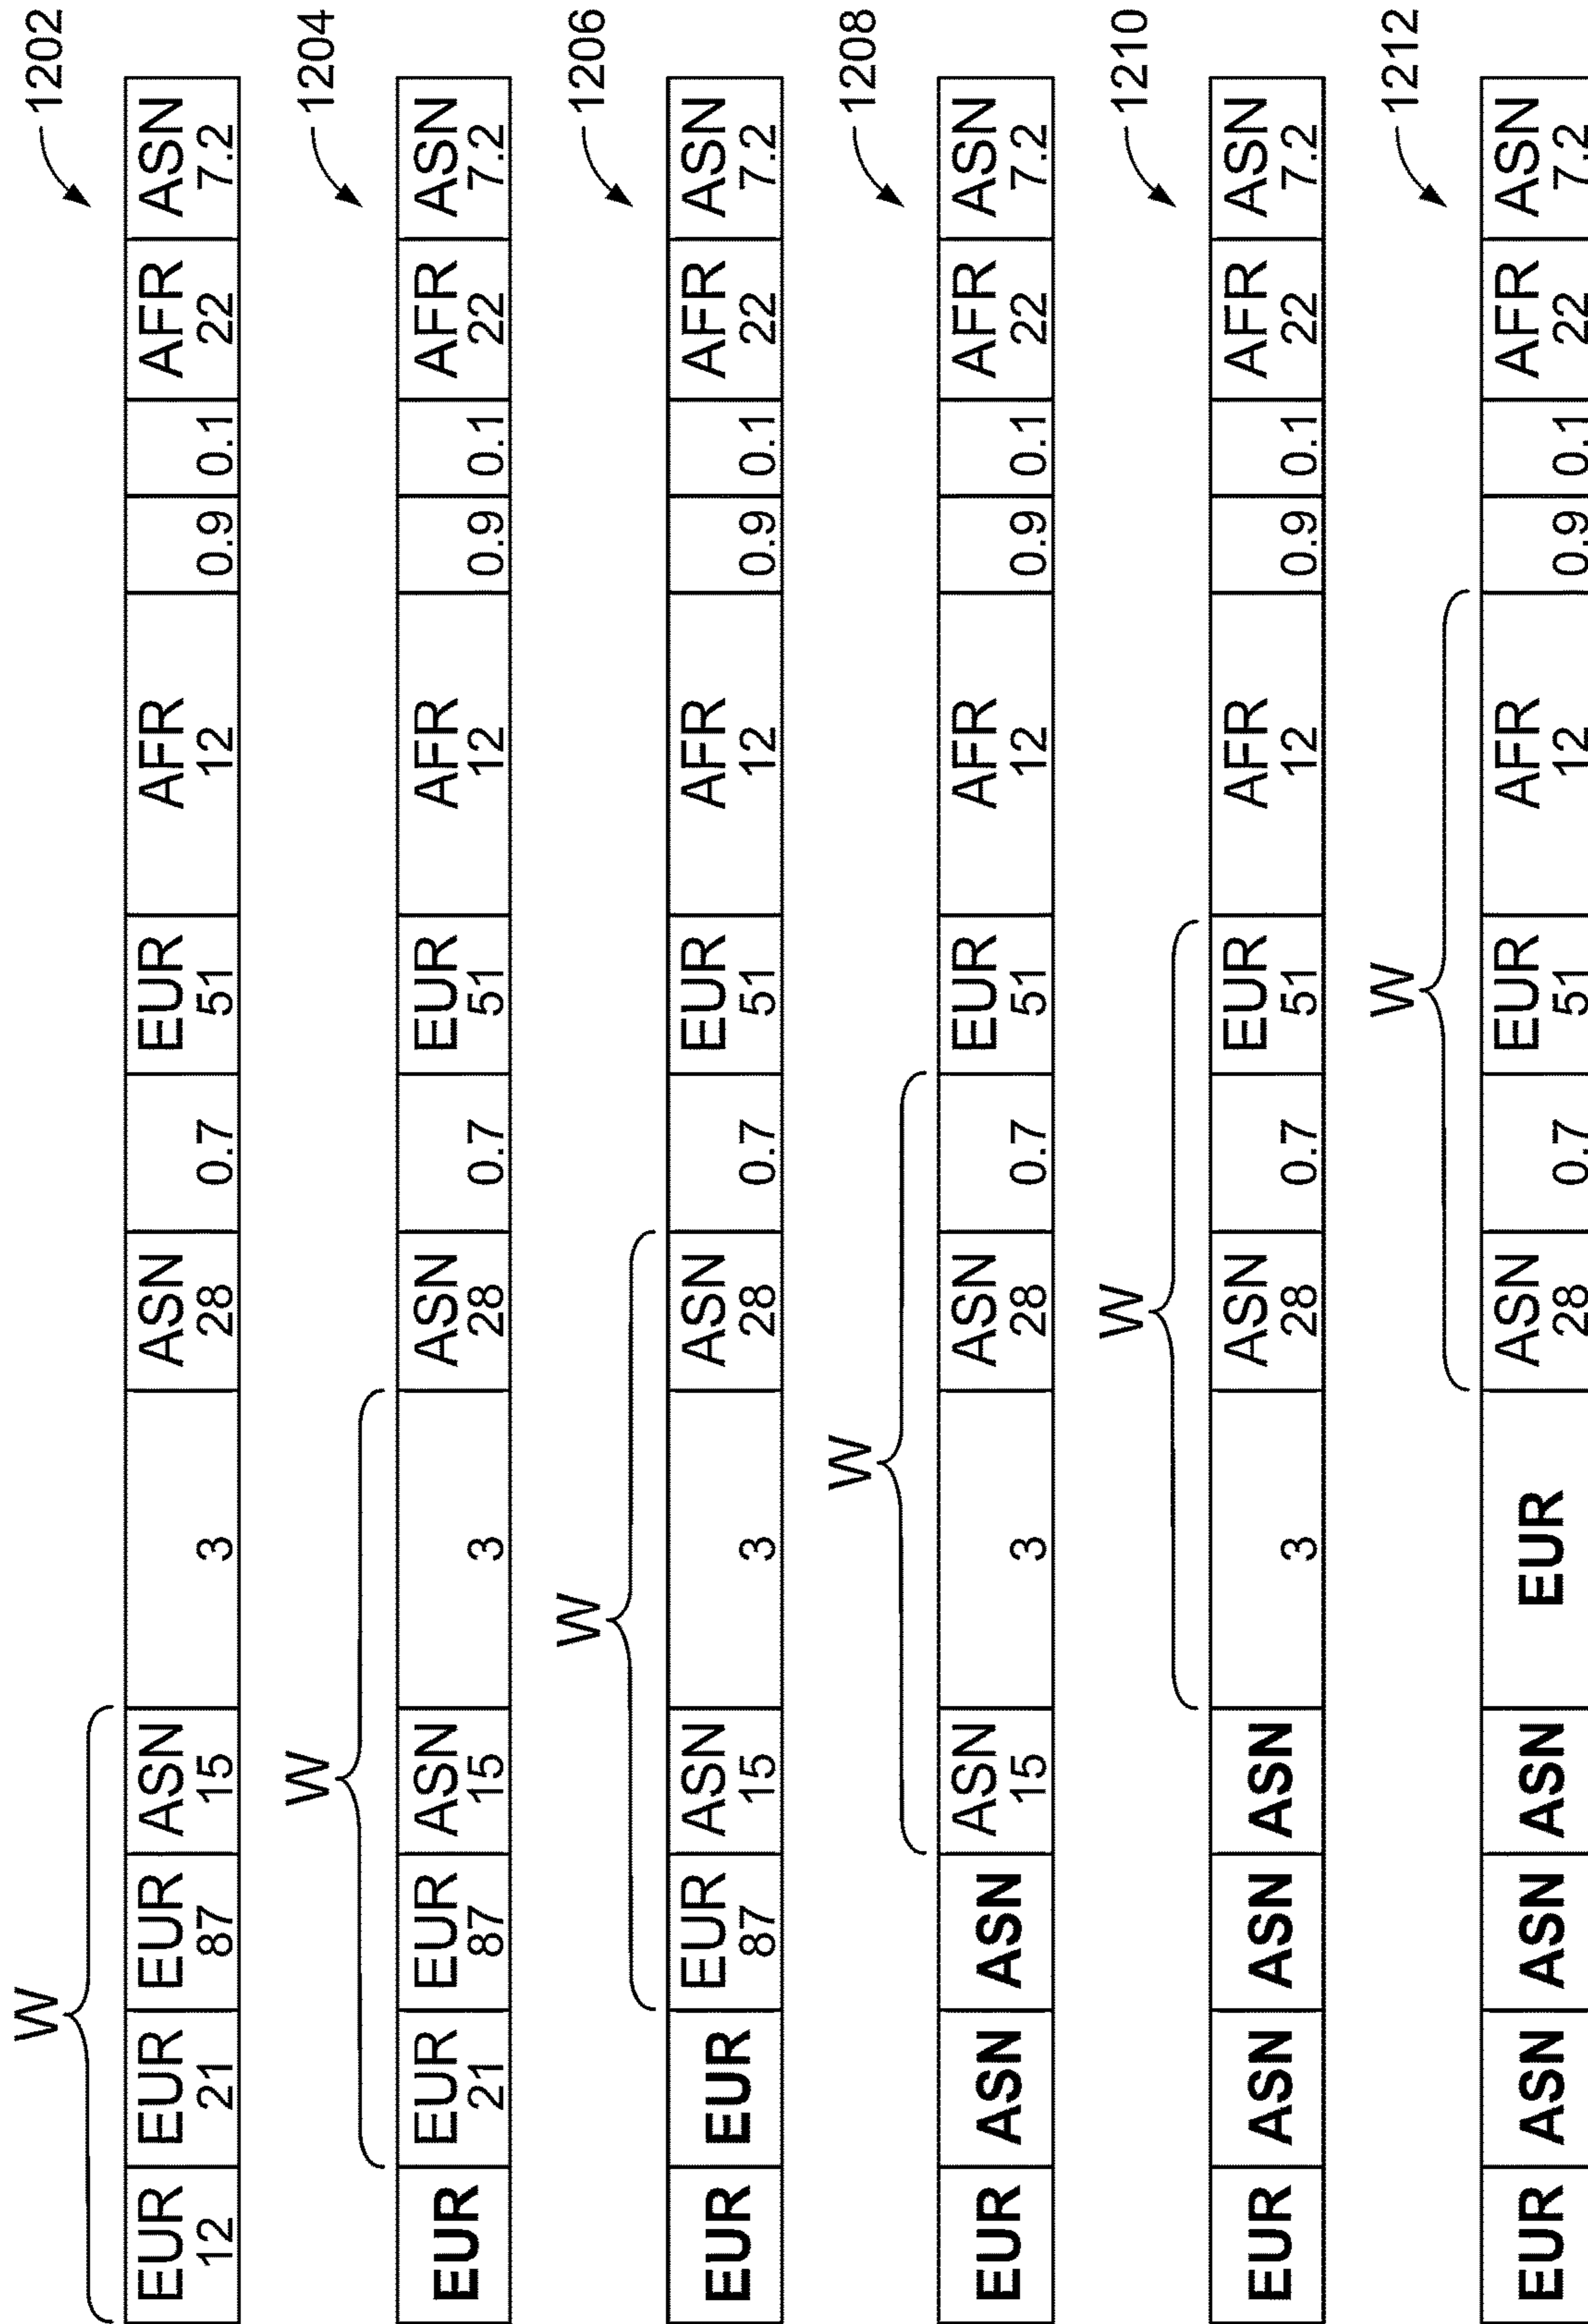 W 1202
EUR EUR EUR ASN ASN EUR AFR AFR ASN
12 21 87 15 3 28 0.7 51 12 0.9 0.1 22 7.2
W 1204
EUR EUR EUR ASN ASN EUR AFR AFR ASN
21 87 15 3 28 0.7 51 12 0.9 0.1 22 7.2
W 1206
EUR EUR EUR ASN ASN EUR AFR AFR ASN
87 15 3 28 0.7 51 12 0.9 0.1 22 7.2
W 1208
EUR ASN ASN ASN ASN EUR AFR AFR ASN
15 3 28 0.7 51 12 0.9 0.1 22 7.2
W 1210
EUR ASN ASN ASN ASN EUR AFR AFR ASN
3 28 0.7 51 12 0.9 0.1 22 7.2
W 1212
EUR ASN ASN ASN EUR ASN EUR AFR AFR ASN
28 0.7 51 12 0.9 0.1 22 7.2